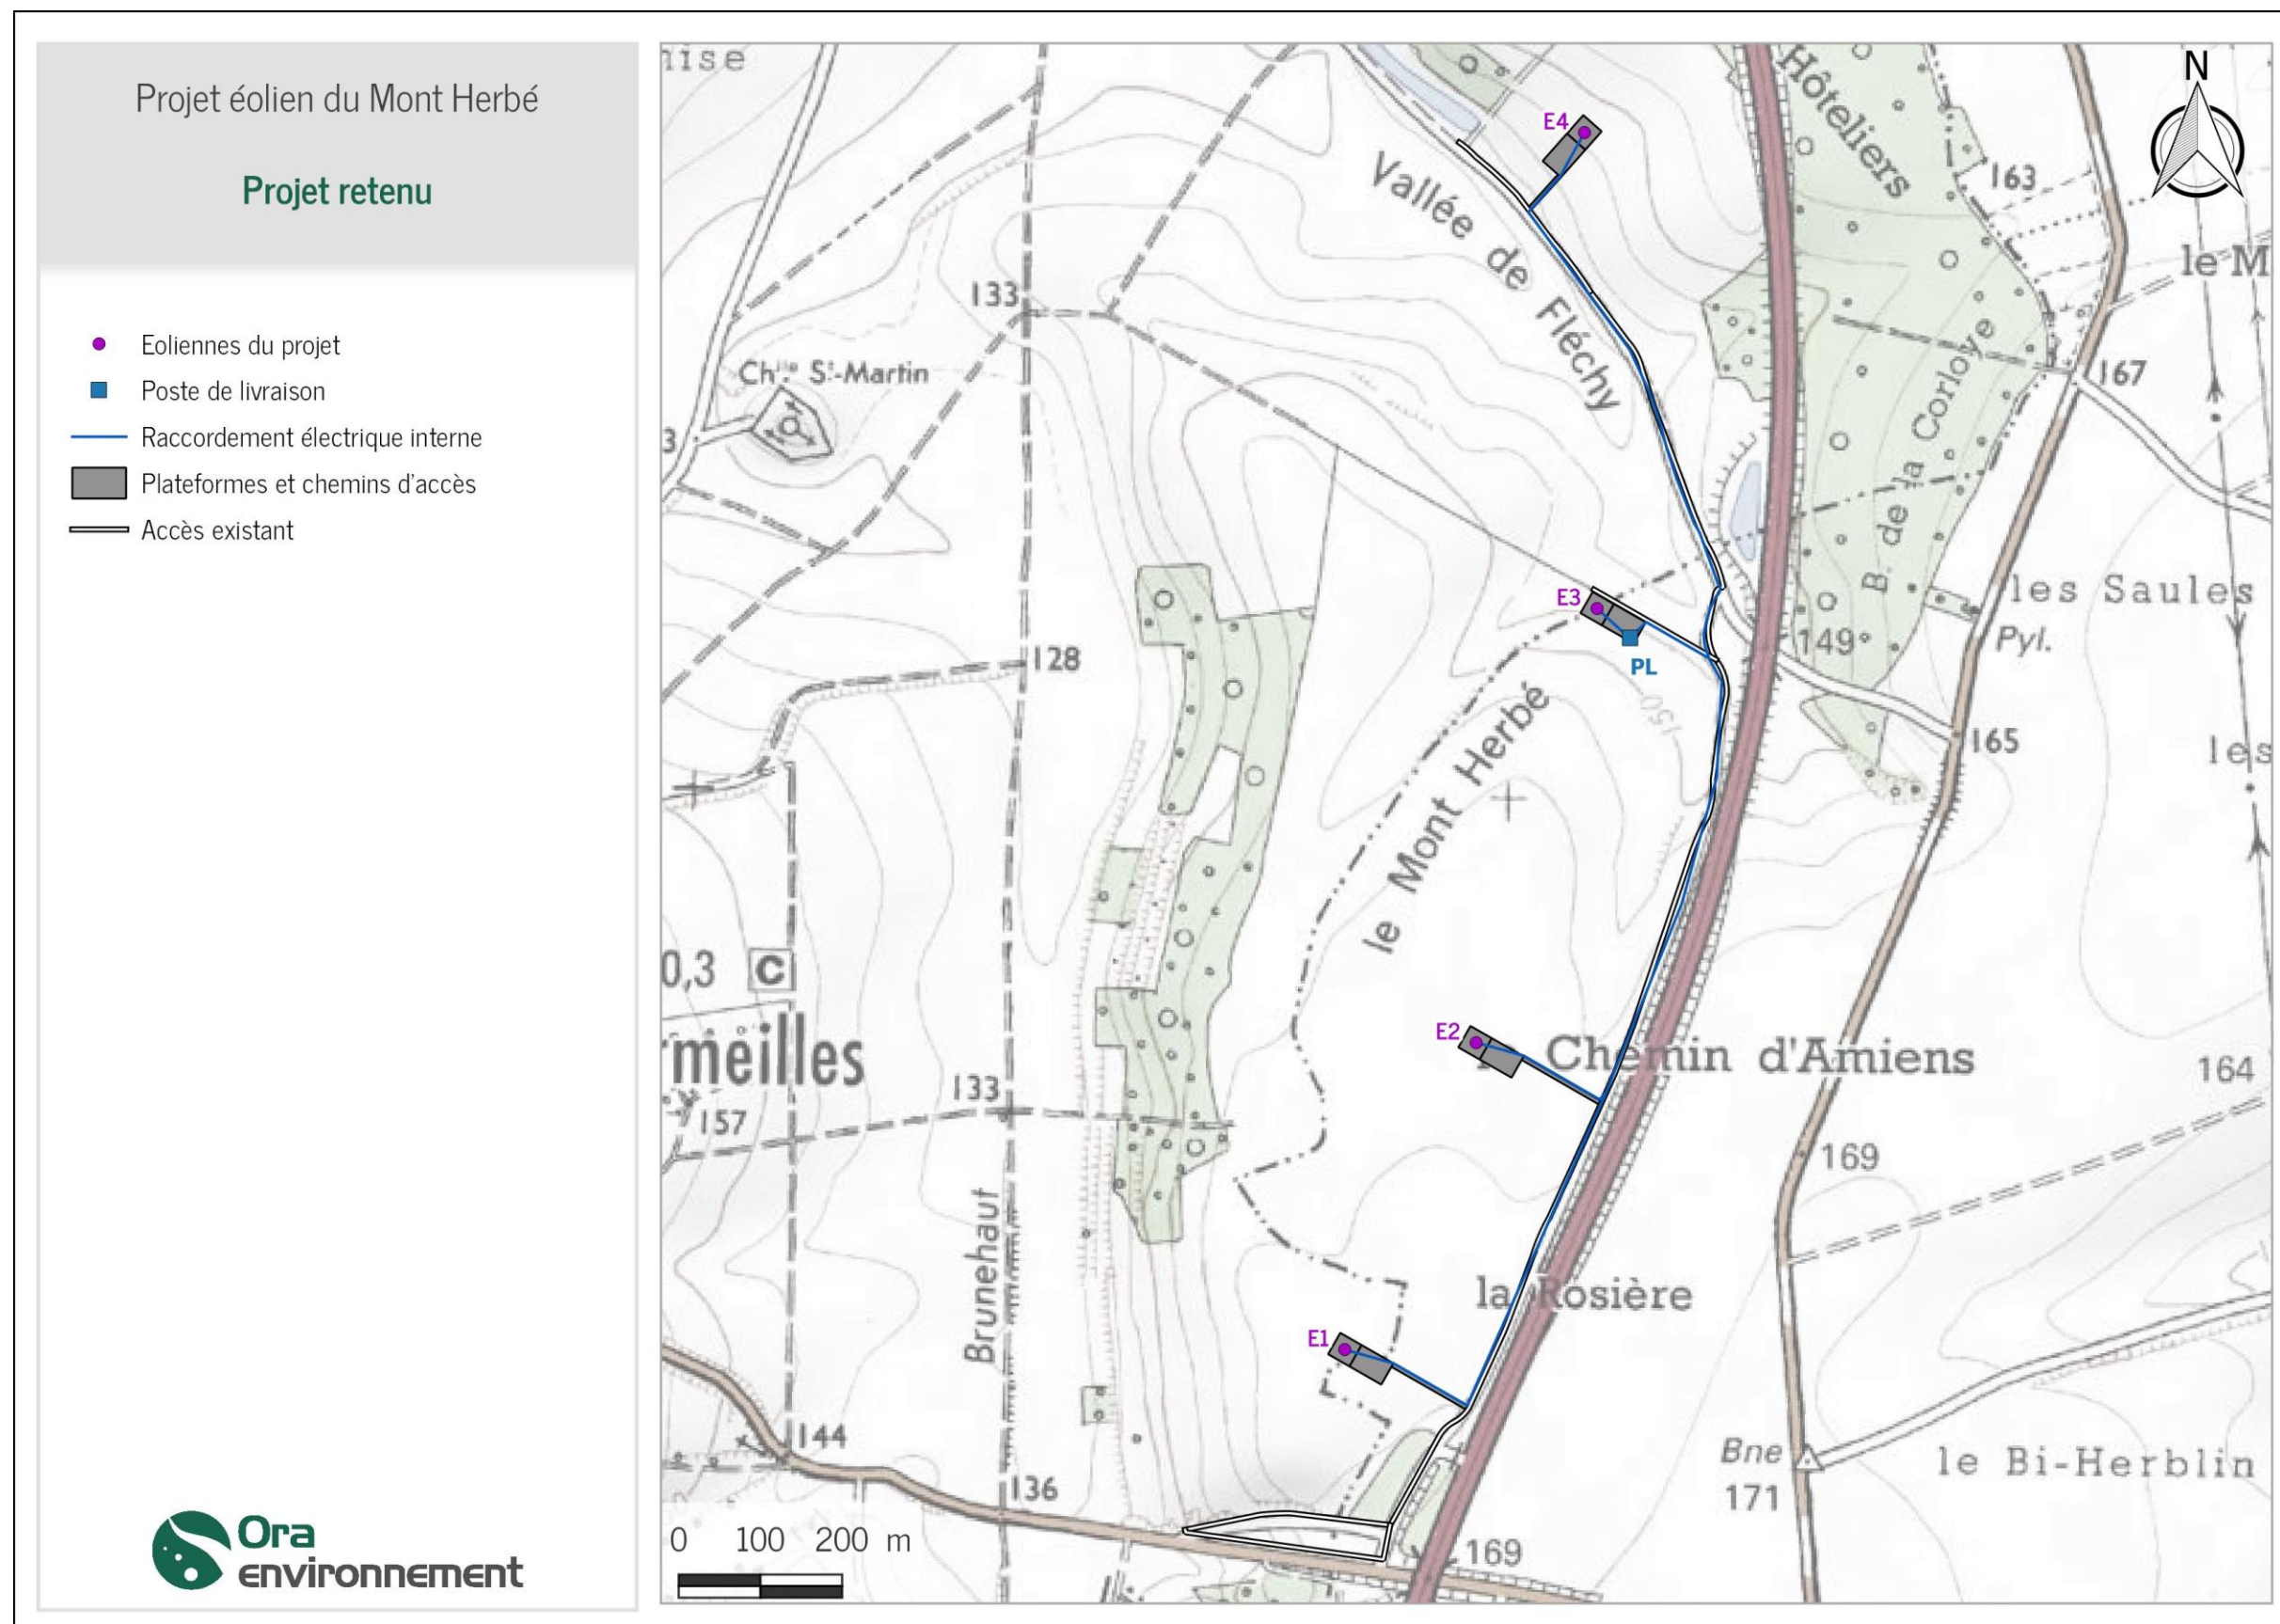 Projet éolien du Mont Herbé
Projet retenu
Eoliennes du projet
Poste de livraison
Raccordement électrique interne
Plateformes et chemins d'accès
Accès existant
Ora
environnement
N
E4
Hôteliers
163
Vallée de Fléchy
le M
133
Ch.lle St-Martin
167
B. de la Corloye
3
E3
les Saules
PL
149
Pyl.
128
150
165
les
le Mont Herbé
0,3
C
E2
Chemin d'Amiens
rmeilles
164
133
157
169
Brunehaut
la Rosière
E1
144
Bne
171
le Bi-Herblin
136
0 100 200 m
169